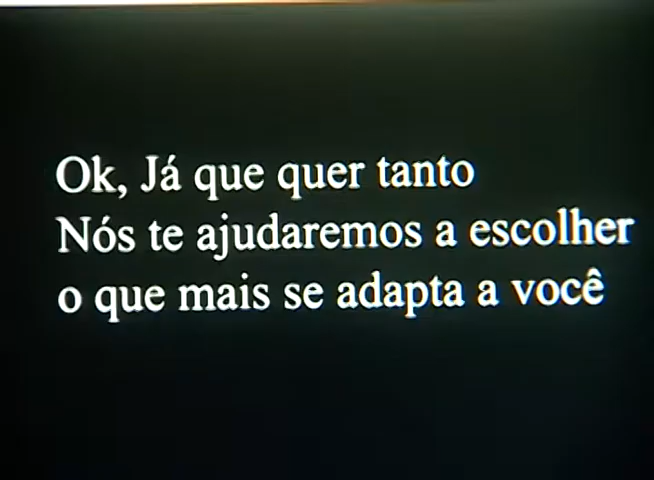 Ok, Já que quer tanto
Nós te ajudaremos a escolher
o que mais se adapta a você